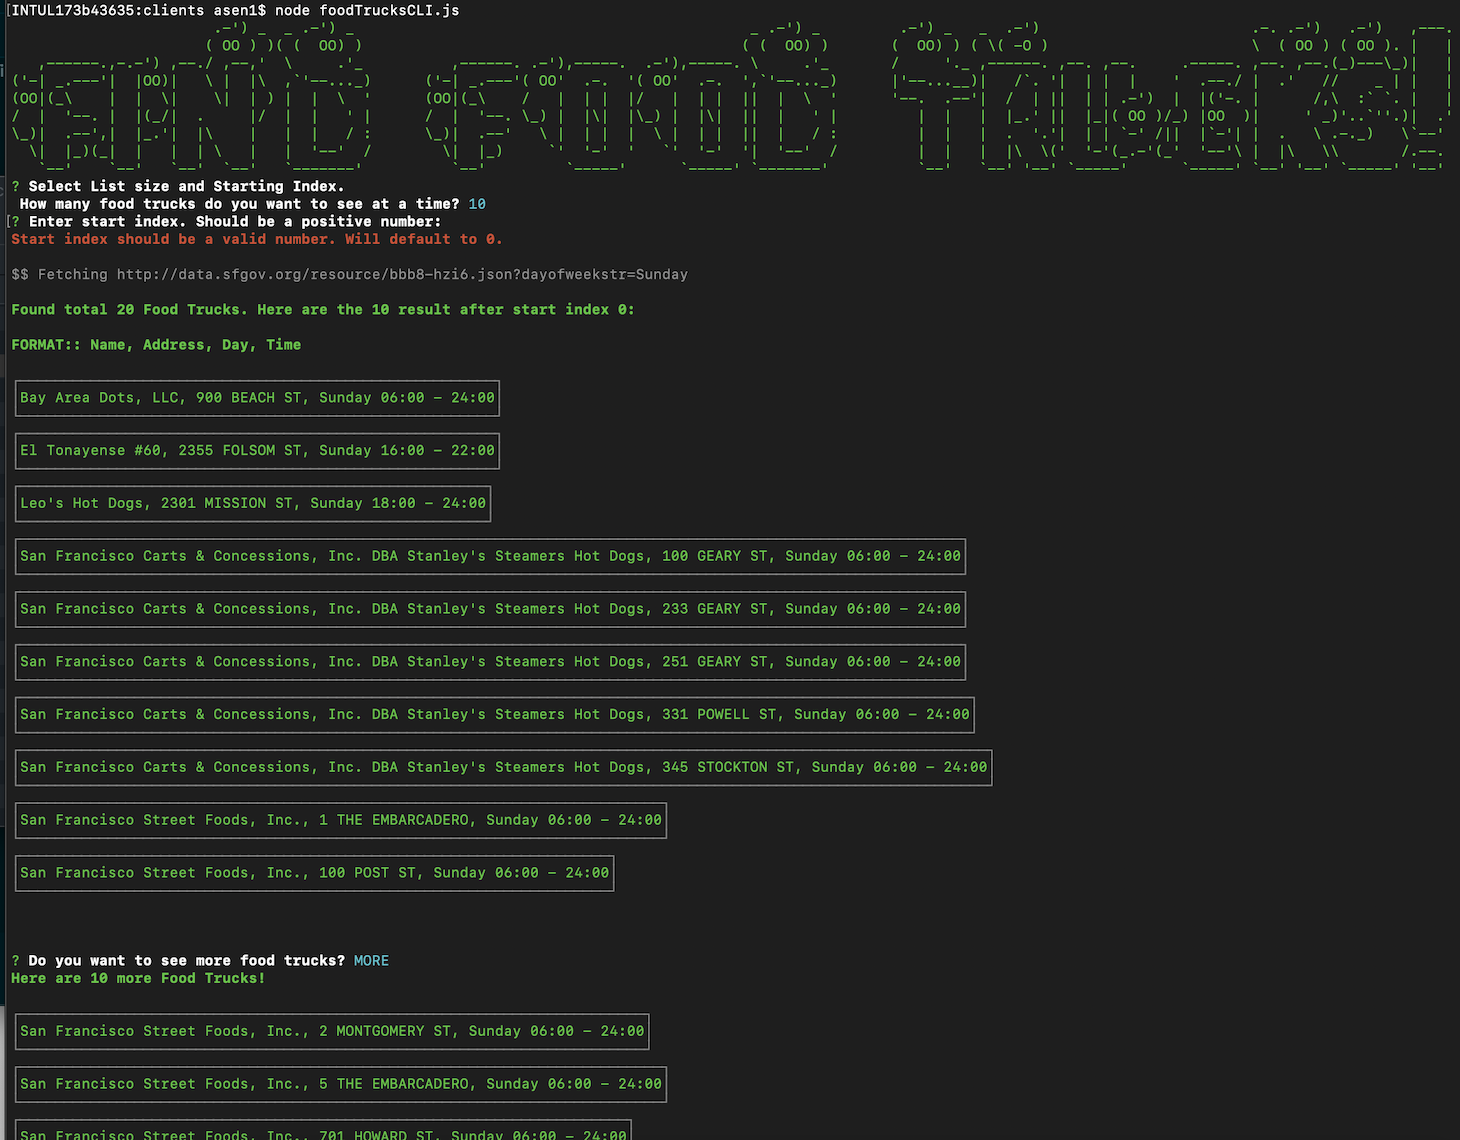 [INTUL173b43635:clients asen1$ node foodTrucksCLI.js
FIND FOOD TRUCKS!
? Select List size and Starting Index.
How many food trucks do you want to see at a time? 10
[? Enter start index. Should be a positive number:
Start index should be a valid number. Will default to 0.
$$ Fetching http://data.sfgov.org/resource/bbb8-hzi6.json?dayofweekstr=Sunday
Found total 20 Food Trucks. Here are the 10 result after start index 0:
FORMAT:: Name, Address, Day, Time
Bay Area Dots, LLC, 900 BEACH ST, Sunday 06:00 - 24:00
El Tonayense #60, 2355 FOLSOM ST, Sunday 16:00 - 22:00
Leo's Hot Dogs, 2301 MISSION ST, Sunday 18:00 - 24:00
San Francisco Carts & Concessions, Inc. DBA Stanley's Steamers Hot Dogs, 100 GEARY ST, Sunday 06:00 - 24:00
San Francisco Carts & Concessions, Inc. DBA Stanley's Steamers Hot Dogs, 233 GEARY ST, Sunday 06:00 - 24:00
San Francisco Carts & Concessions, Inc. DBA Stanley's Steamers Hot Dogs, 251 GEARY ST, Sunday 06:00 - 24:00
San Francisco Carts & Concessions, Inc. DBA Stanley's Steamers Hot Dogs, 331 POWELL ST, Sunday 06:00 - 24:00
San Francisco Carts & Concessions, Inc. DBA Stanley's Steamers Hot Dogs, 345 STOCKTON ST, Sunday 06:00 - 24:00
San Francisco Street Foods, Inc., 1 THE EMBARCADERO, Sunday 06:00 - 24:00
San Francisco Street Foods, Inc., 100 POST ST, Sunday 06:00 - 24:00
? Do you want to see more food trucks? MORE
Here are 10 more Food Trucks!
San Francisco Street Foods, Inc., 2 MONTGOMERY ST, Sunday 06:00 - 24:00
San Francisco Street Foods, Inc., 5 THE EMBARCADERO, Sunday 06:00 - 24:00
San Francisco Street Foods, Inc., 701 HOWARD ST, Sunday 06:00 - 24:00